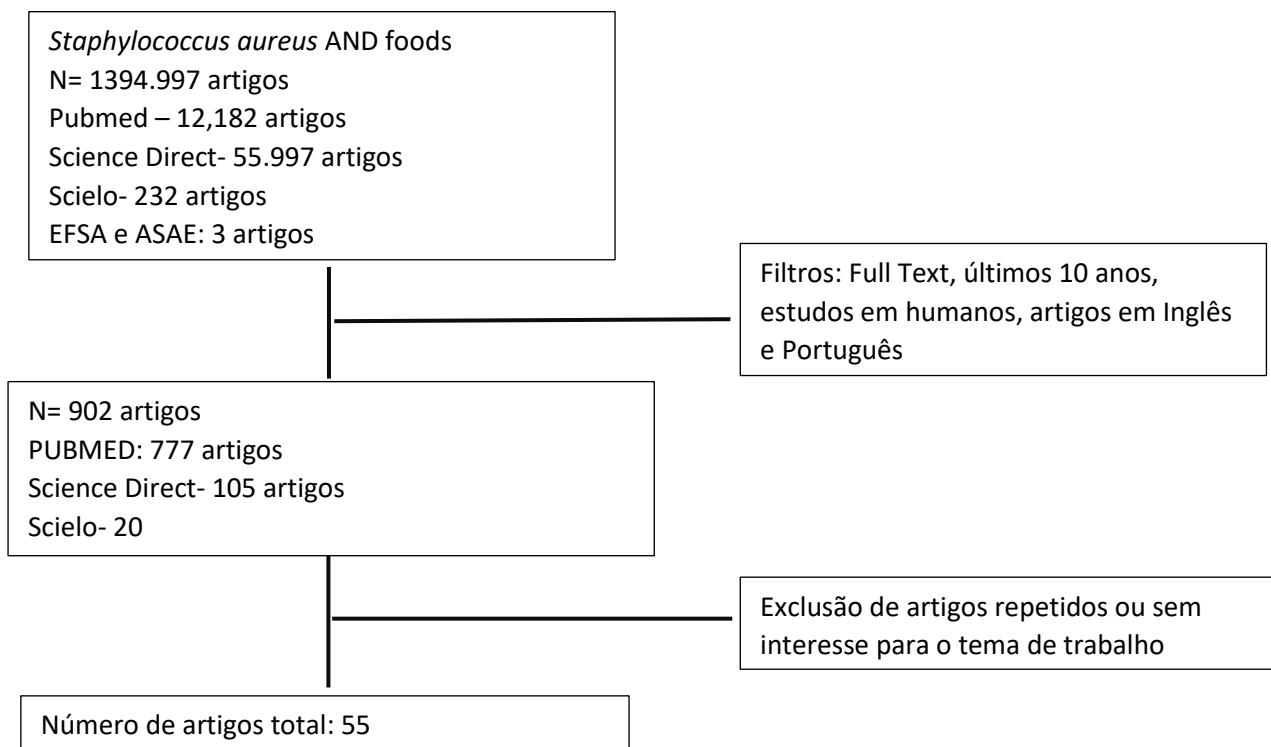 Staphylococcus aureus AND foods
N= 1394.997 artigos
Pubmed – 12,182 artigos
Science Direct- 55.997 artigos
Scielo- 232 artigos
EFSA e ASAE: 3 artigos
Filtros: Full Text, últimos 10 anos,
estudos em humanos, artigos em Inglês
e Português
N= 902 artigos
PUBMED: 777 artigos
Science Direct- 105 artigos
Scielo- 20
Exclusão de artigos repetidos ou sem
interesse para o tema de trabalho
Número de artigos total: 55